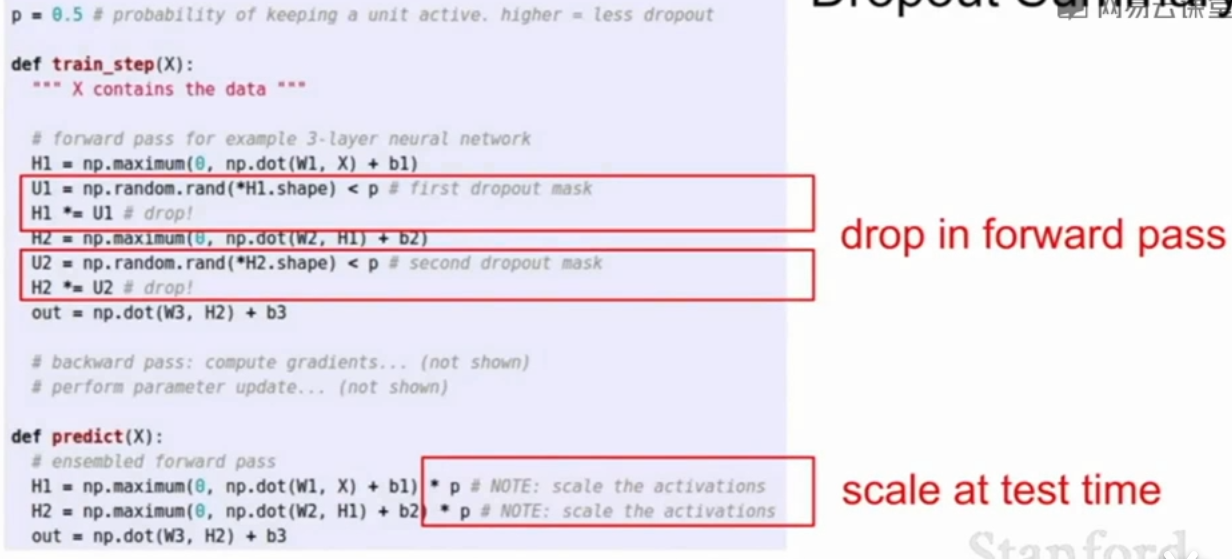 Dropout Summary
网易云课堂
p = 0.5 # probability of keeping a unit active. higher = less dropout
def train_step(X):
""" X contains the data """
# forward pass for example 3-layer neural network
H1 = np.maximum(0, np.dot(W1, X) + b1)
U1 = np.random.rand(*H1.shape) < p # first dropout mask
H1 *= U1 # drop!
H2 = np.maximum(0, np.dot(W2, H1) + b2)
U2 = np.random.rand(*H2.shape) < p # second dropout mask
H2 *= U2 # drop!
out = np.dot(W3, H2) + b3
drop in forward pass
# backward pass: compute gradients... (not shown)
# perform parameter update... (not shown)
def predict(X):
# ensembled forward pass
H1 = np.maximum(0, np.dot(W1, X) + b1) * p # NOTE: scale the activations
H2 = np.maximum(0, np.dot(W2, H1) + b2) * p # NOTE: scale the activations
out = np.dot(W3, H2) + b3
scale at test time
Stanford